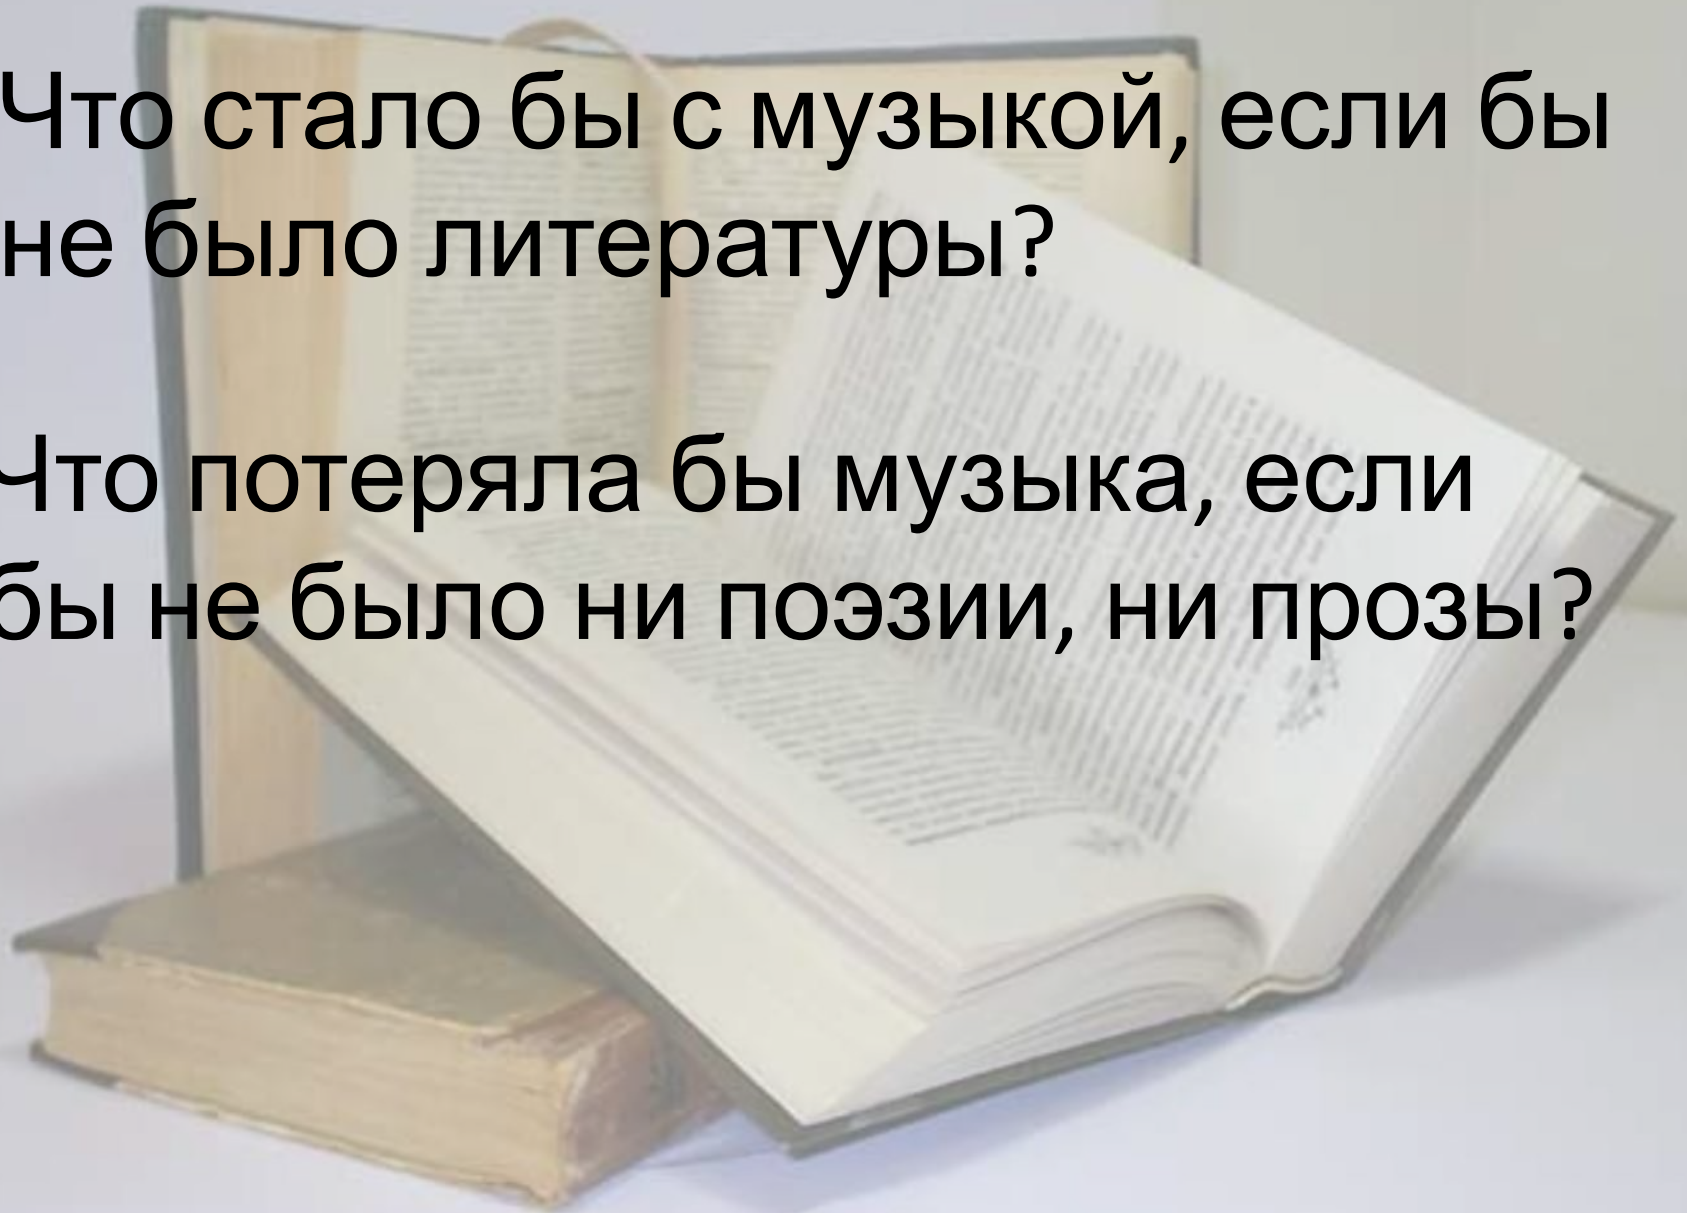 Что стало бы с музыкой, если бы
не было литературы?
Что потеряла бы музыка, если
бы не было ни поэзии, ни прозы?